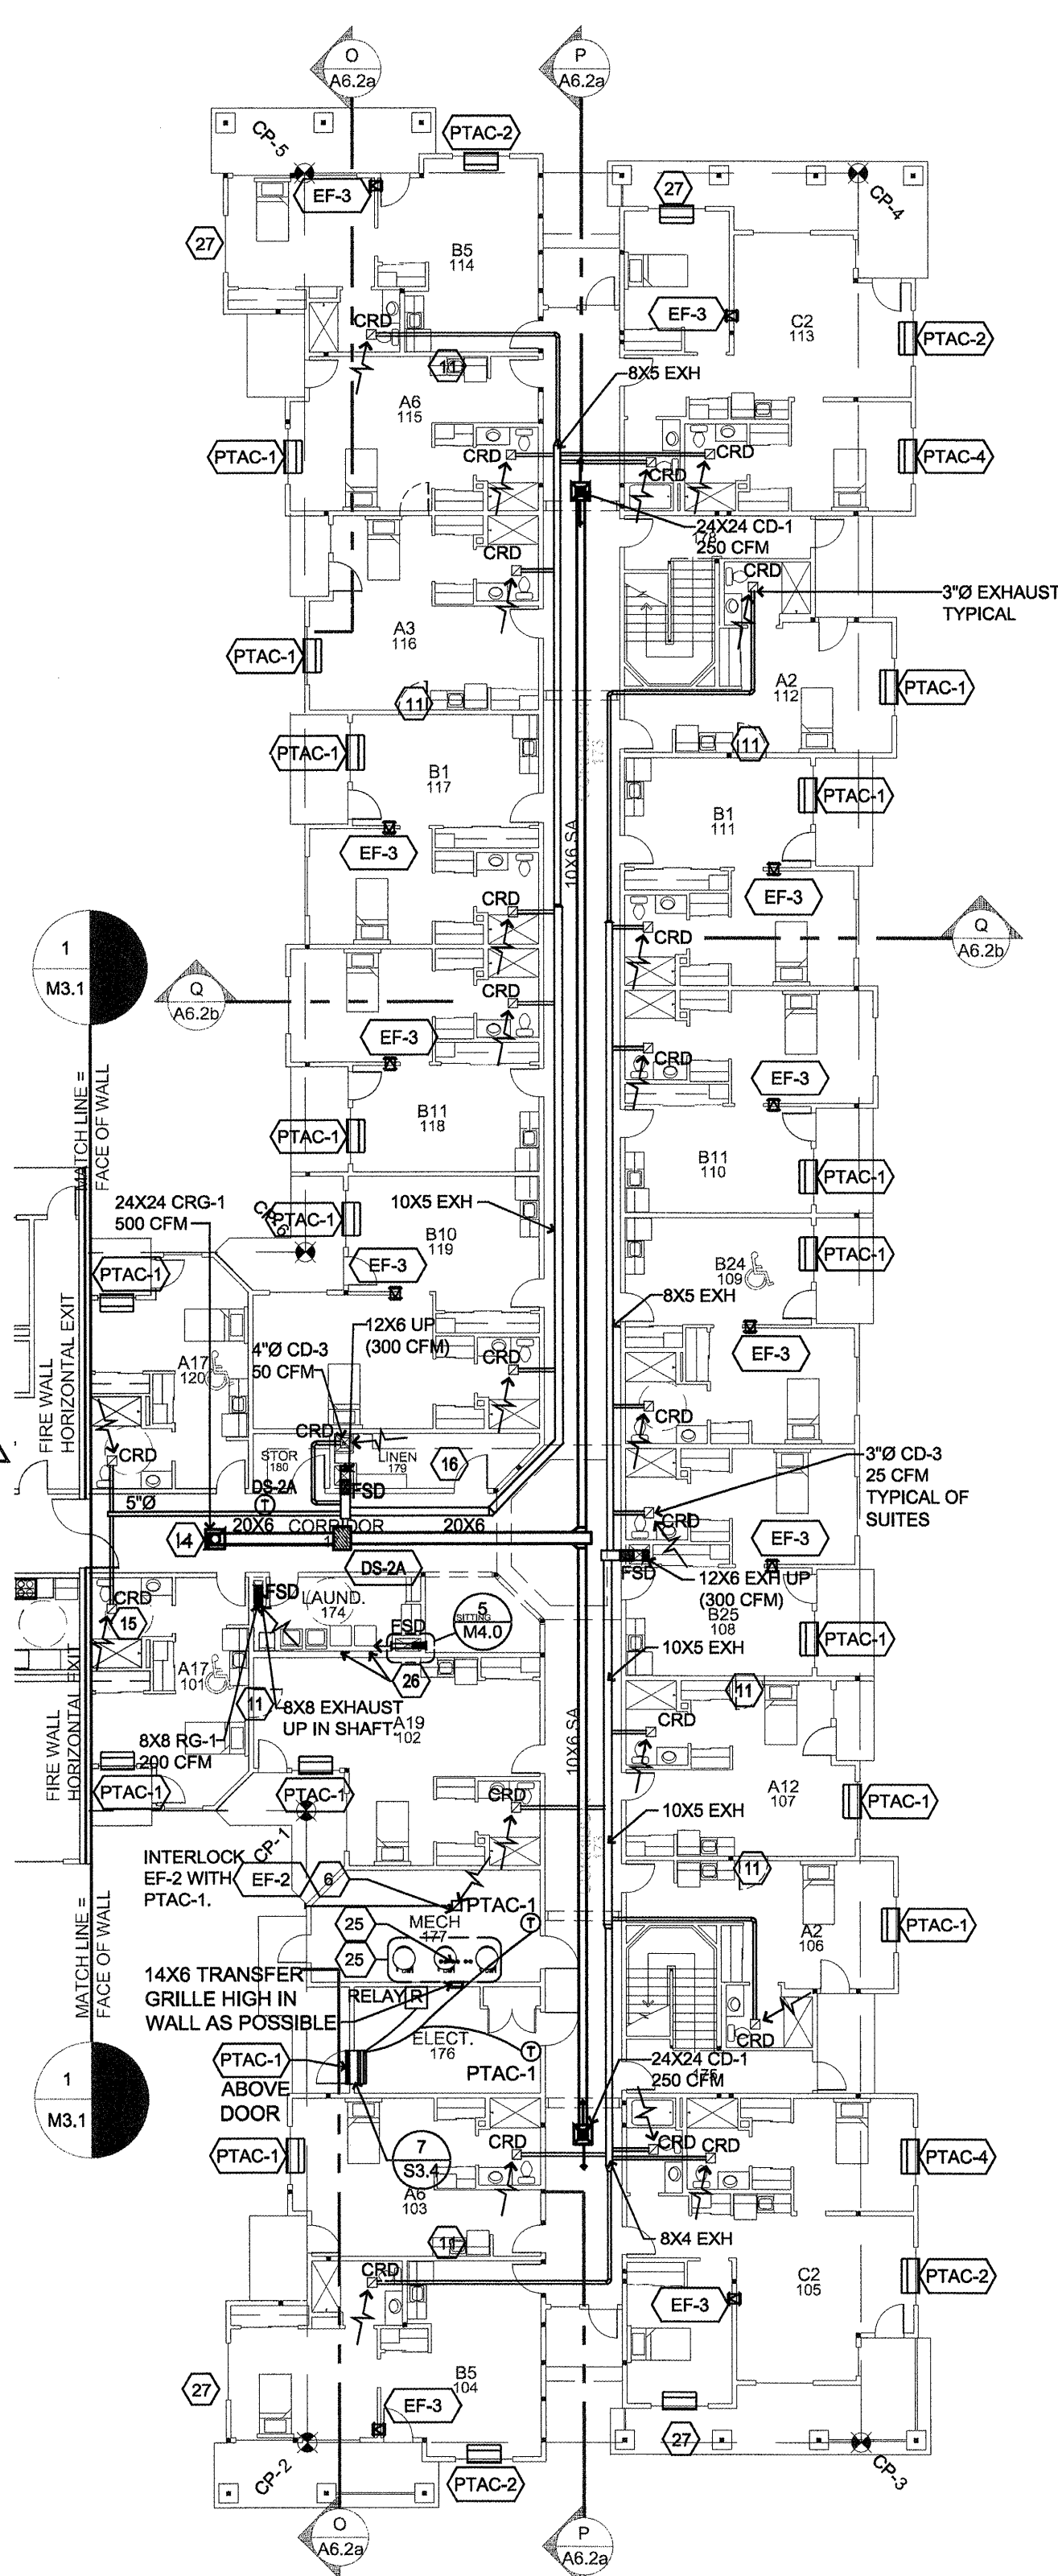 O
A6.2a
P
A6.2a
CP-5
PTAC-2
EF-3
27
B5
114
27
CP-4
EF-3
C2
113
PTAC-2
CRD
11
8X5 EXH
A6
115
PTAC-1
CRD
CRD
CRD
PTAC-4
24X24 CD-1
250 CFM
178
CRD
CRD
3"Ø EXHAUST
TYPICAL
A3
116
PTAC-1
A2
112
PTAC-1
11
11
PTAC-1
B1
117
B1
111
PTAC-1
10X6 SA
EF-3
EF-3
CRD
CRD
1
M3.1
Q
A6.2b
Q
A6.2b
CRD
EF-3
CRD
EF-3
MATCH LINE =
FACE OF WALL
B11
118
PTAC-1
B11
110
PTAC-1
24X24 CRG-1
500 CFM
CP-6
PTAC-1
10X5 EXH
B10
119
EF-3
PTAC-1
B24
109
PTAC-1
8X5 EXH
12X6 UP
(300 CFM)
EF-3
4"Ø CD-3
50 CFM
CRD
A17
120
CRD
FIRE WALL
HORIZONTAL EXIT
CRD
CRD
STOR
180
LINEN
179
16
3"Ø CD-3
25 CFM
TYPICAL OF
SUITES
DS-2A
FSD
5"Ø
T
CRD
EF-3
14
20X6
CORRIDOR
20X6
DS-2A
FSD
12X6 EXH UP
(300 CFM)
CRD
15
FSD
LAUND.
174
FSD
5
SITTING
M4.0
B25
108
PTAC-1
10X5 EXH
A17
101
26
11
8X8 EXHAUST
UP IN SHAFT
A19
102
11
CRD
8X8 RG-1
200 CFM
10X6 SA
FIRE WALL
HORIZONTAL EXIT
PTAC-1
PTAC-1
CRD
A12
107
PTAC-1
10X5 EXH
CP-1
INTERLOCK
EF-2 WITH
PTAC-1.
EF-2
6
11
PTAC-1
MECH
177
T
25
25
A2
106
PTAC-1
MATCH LINE =
FACE OF WALL
14X6 TRANSFER
GRILLE HIGH IN
WALL AS POSSIBLE
RELAY
R
ELECT.
176
T
PTAC-1
CRD
PTAC-1
ABOVE
DOOR
24X24 CD-1
250 CFM
1
M3.1
PTAC-1
7
S3.4
CRD
CRD
CRD
PTAC-4
A6
103
11
8X4 EXH
CRD
C2
105
PTAC-2
EF-3
27
B5
104
EF-3
27
CP-2
PTAC-2
CP-3
O
A6.2a
P
A6.2a